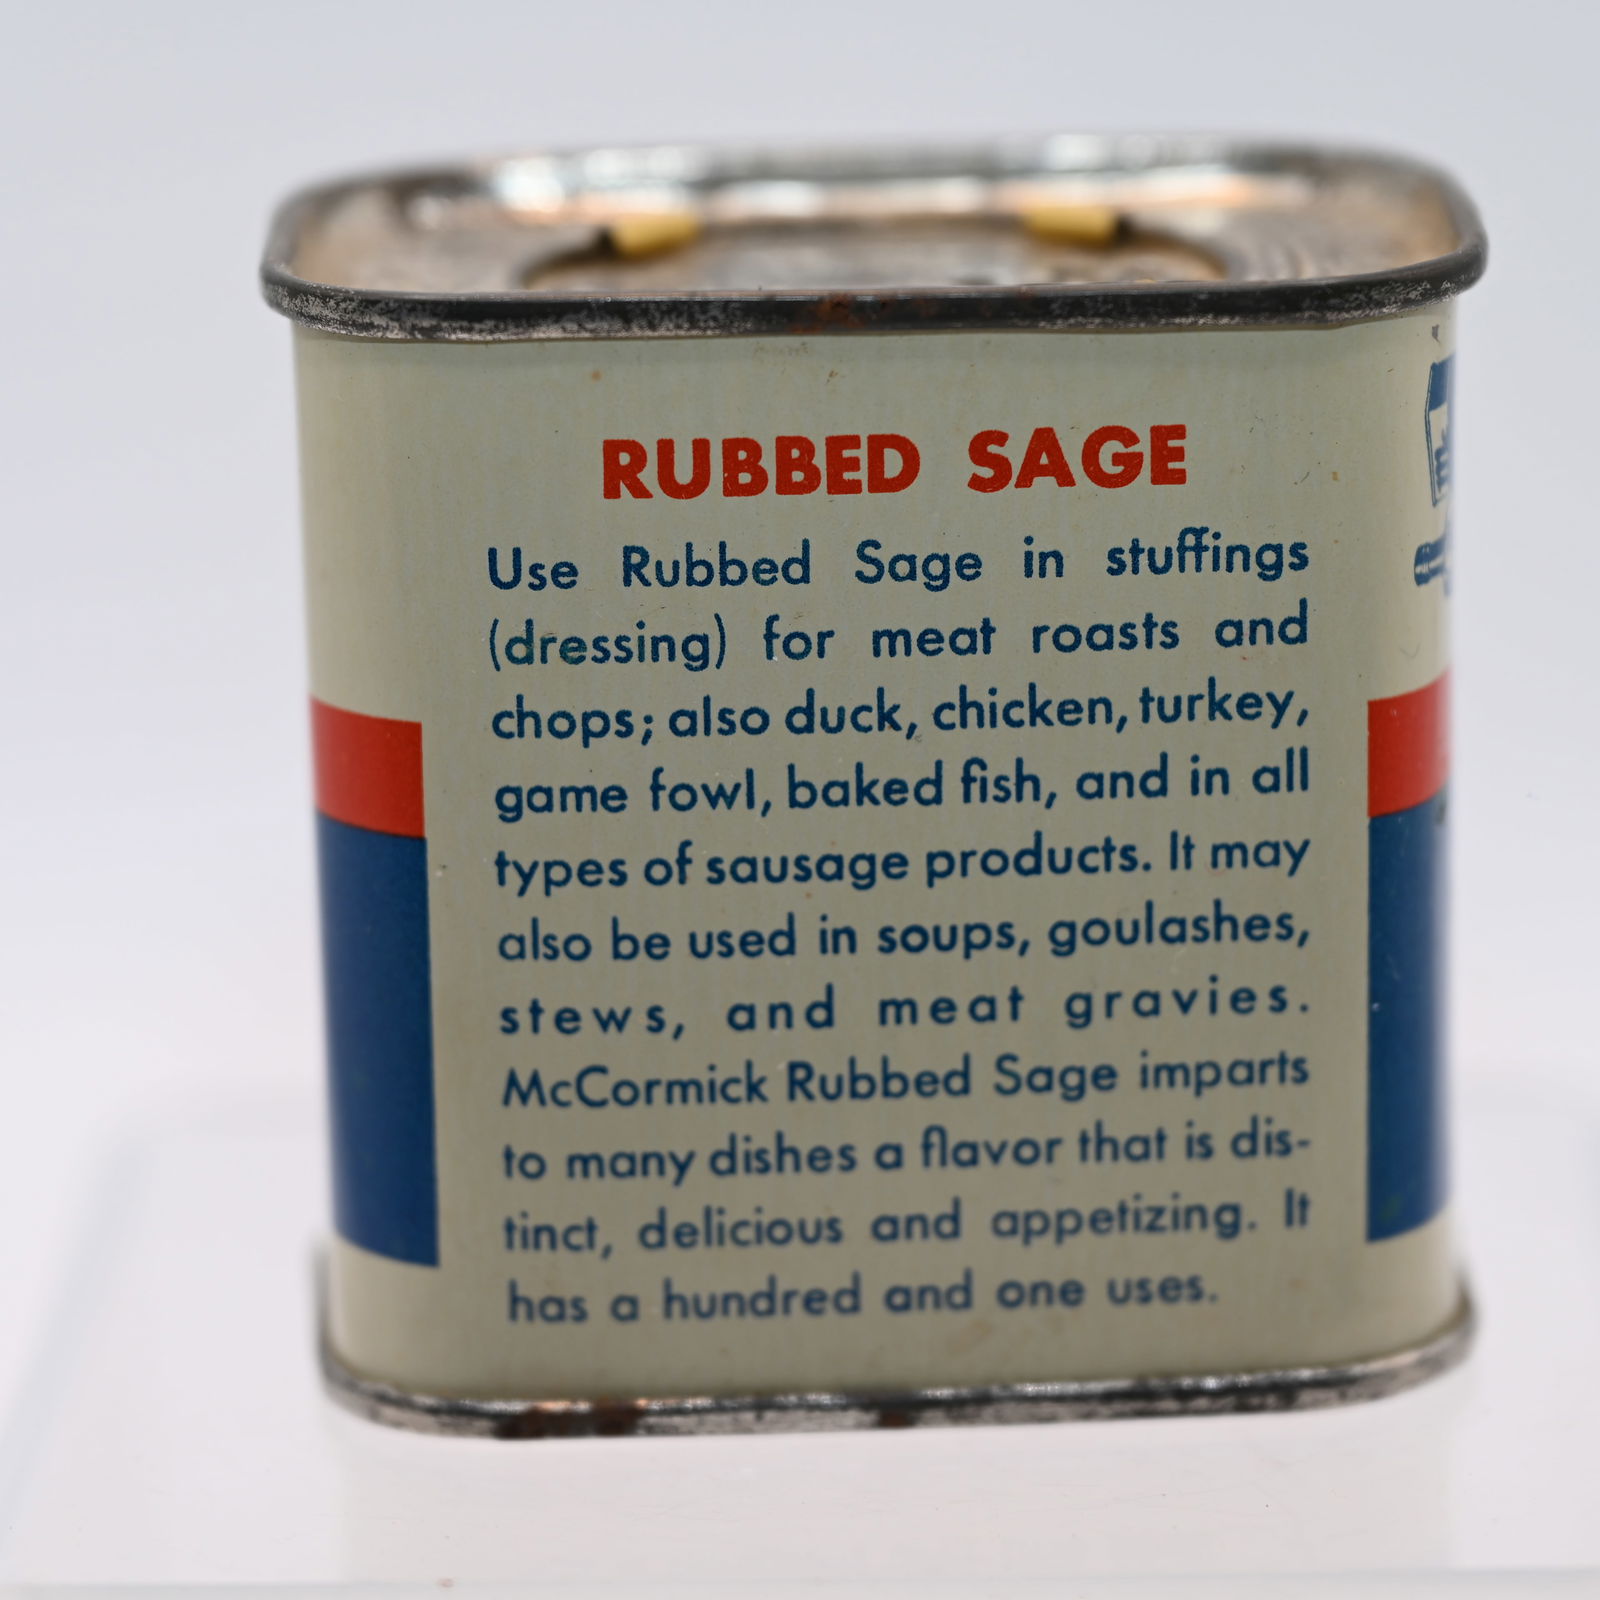 RUBBED SAGE
Use Rubbed Sage in stuffings
(dressing) for meat roasts and
chops; also duck, chicken, turkey,
game fowl, baked fish, and in all
types of sausage products. It may
also be used in soups, goulashes,
stews, and meat gravies.
McCormick Rubbed Sage imparts
to many dishes a flavor that is dis-
tinct, delicious and appetizing. It
has a hundred and one uses.